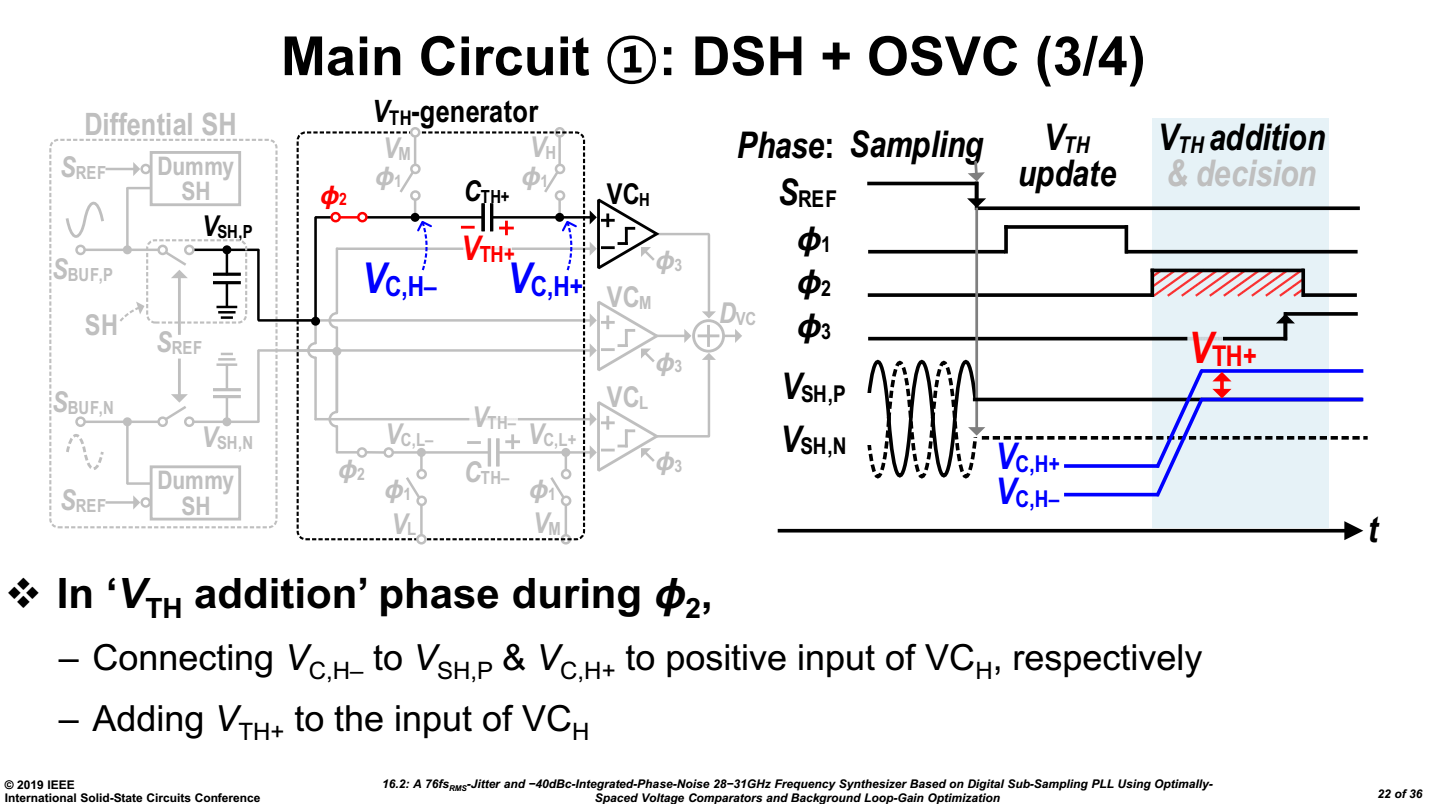 Main Circuit ①: DSH + OSVC (3/4)
Diffential SH
VTH-generator
SREF
Dummy
SH
VSH,P
SBUF,P
SH
SREF
SBUF,N
VSH,N
SREF
Dummy
SH
VM
VH
ϕ1
ϕ1
ϕ2
CTH+
VCH
– +
+
–
VTH+
ϕ3
VC,H–
VC,H+
VCM
+
–
ϕ3
DVC
VCL
+
–
ϕ3
VTH–
VC,L–
– +
VC,L+
ϕ2
CTH–
ϕ1
ϕ1
VL
VM
Phase: Sampling
VTH
update
VTH addition
& decision
SREF
ϕ1
ϕ2
ϕ3
VTH+
VSH,P
VSH,N
VC,H+
VC,H–
t
❖ In ‘VTH addition’ phase during ϕ2,
– Connecting VC,H– to VSH,P & VC,H+ to positive input of VCH, respectively
– Adding VTH+ to the input of VCH
© 2019 IEEE
International Solid-State Circuits Conference
16.2: A 76fsRMS-Jitter and −40dBc-Integrated-Phase-Noise 28−31GHz Frequency Synthesizer Based on Digital Sub-Sampling PLL Using Optimally-
Spaced Voltage Comparators and Background Loop-Gain Optimization
22 of 36